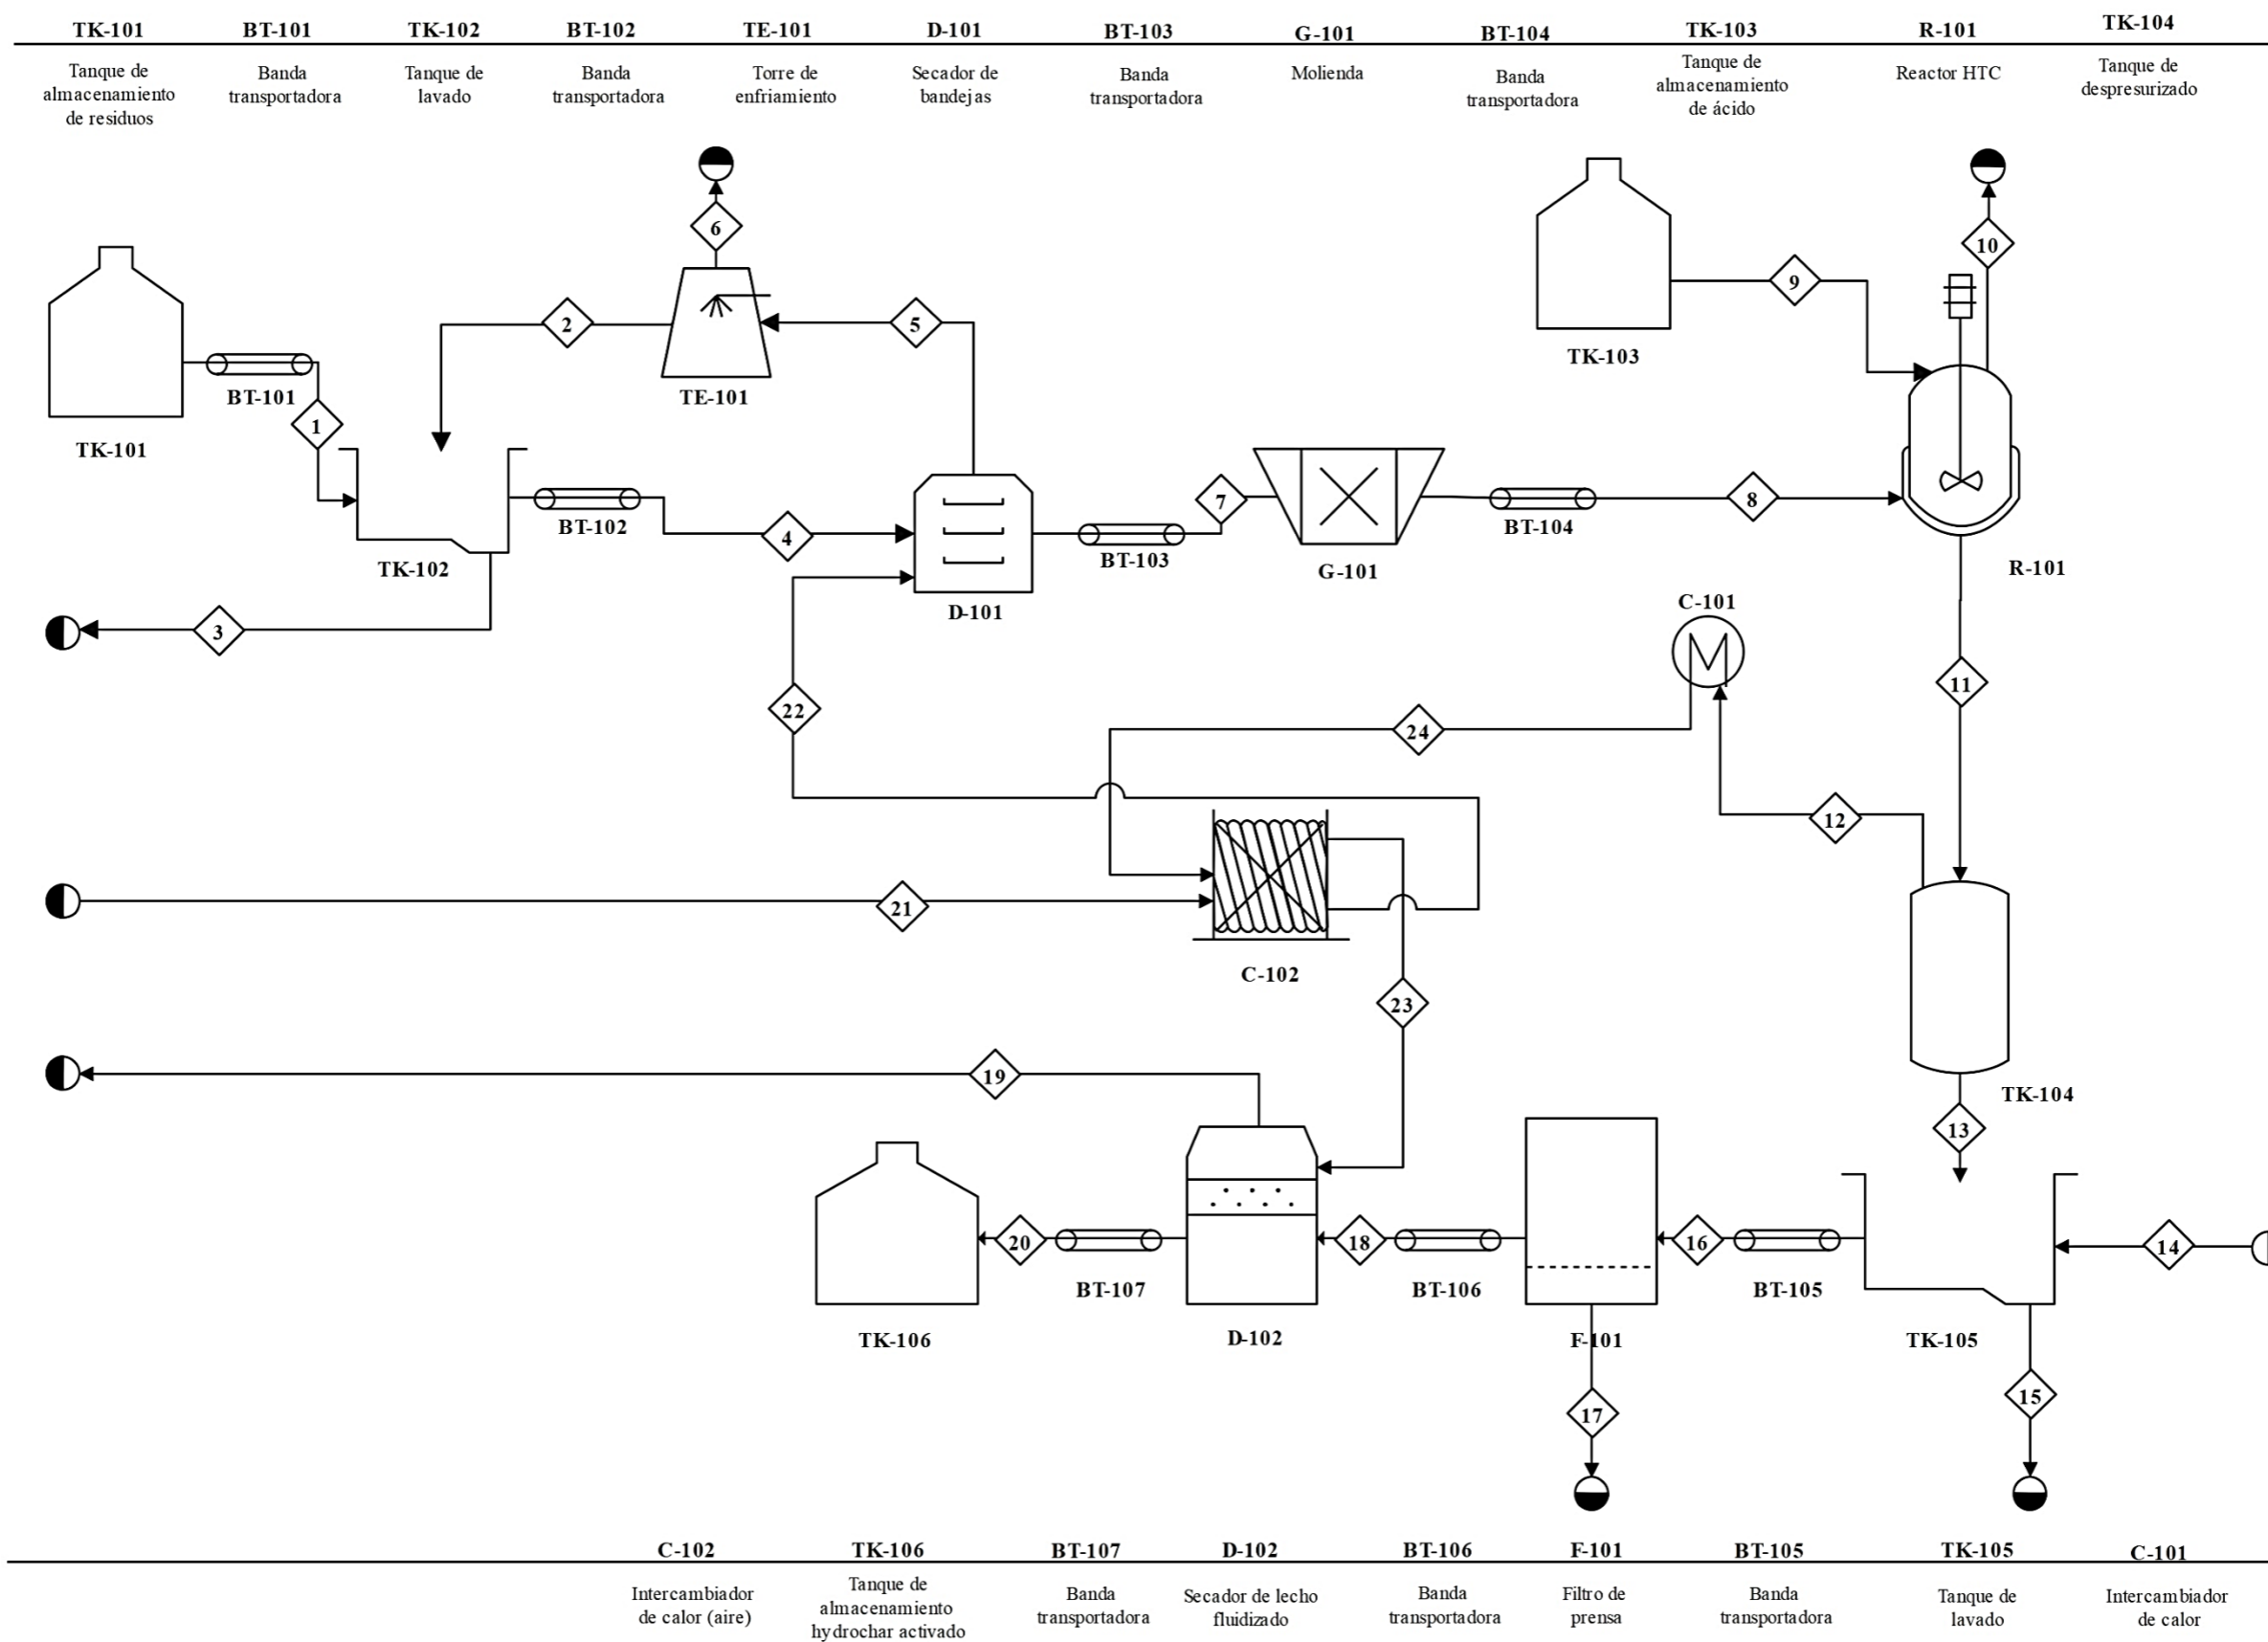 TK-101 BT-101 TK-102 BT-102 TE-101 D-101 BT-103 G-101 BT-104 TK-103 R-101 TK-104
Tanque de
almacenamiento
de residuos
Banda
transportadora
Tanque de
lavado
Banda
transportadora
Torre de
enfriamiento
Secador de
bandejas
Banda
transportadora
Molienda
Banda
transportadora
Tanque de
almacenamiento
de ácido
Reactor HTC
Tanque de
despresurizado
6
10
9
2
5
TK-103
BT-101
TE-101
1
TK-101
7
8
BT-102
BT-104
4
BT-103
TK-102
G-101
R-101
D-101
C-101
3
11
22
24
12
21
C-102
23
19
TK-104
13
20
18
16
14
BT-107
BT-106
BT-105
TK-106
D-102
F-101
TK-105
15
17
C-102 TK-106 BT-107 D-102 BT-106 F-101 BT-105 TK-105 C-101
Intercambiador
de calor (aire)
Tanque de
almacenamiento
hydrochar activado
Banda
transportadora
Secador de lecho
fluidizado
Banda
transportadora
Filtro de
prensa
Banda
transportadora
Tanque de
lavado
Intercambiador
de calor